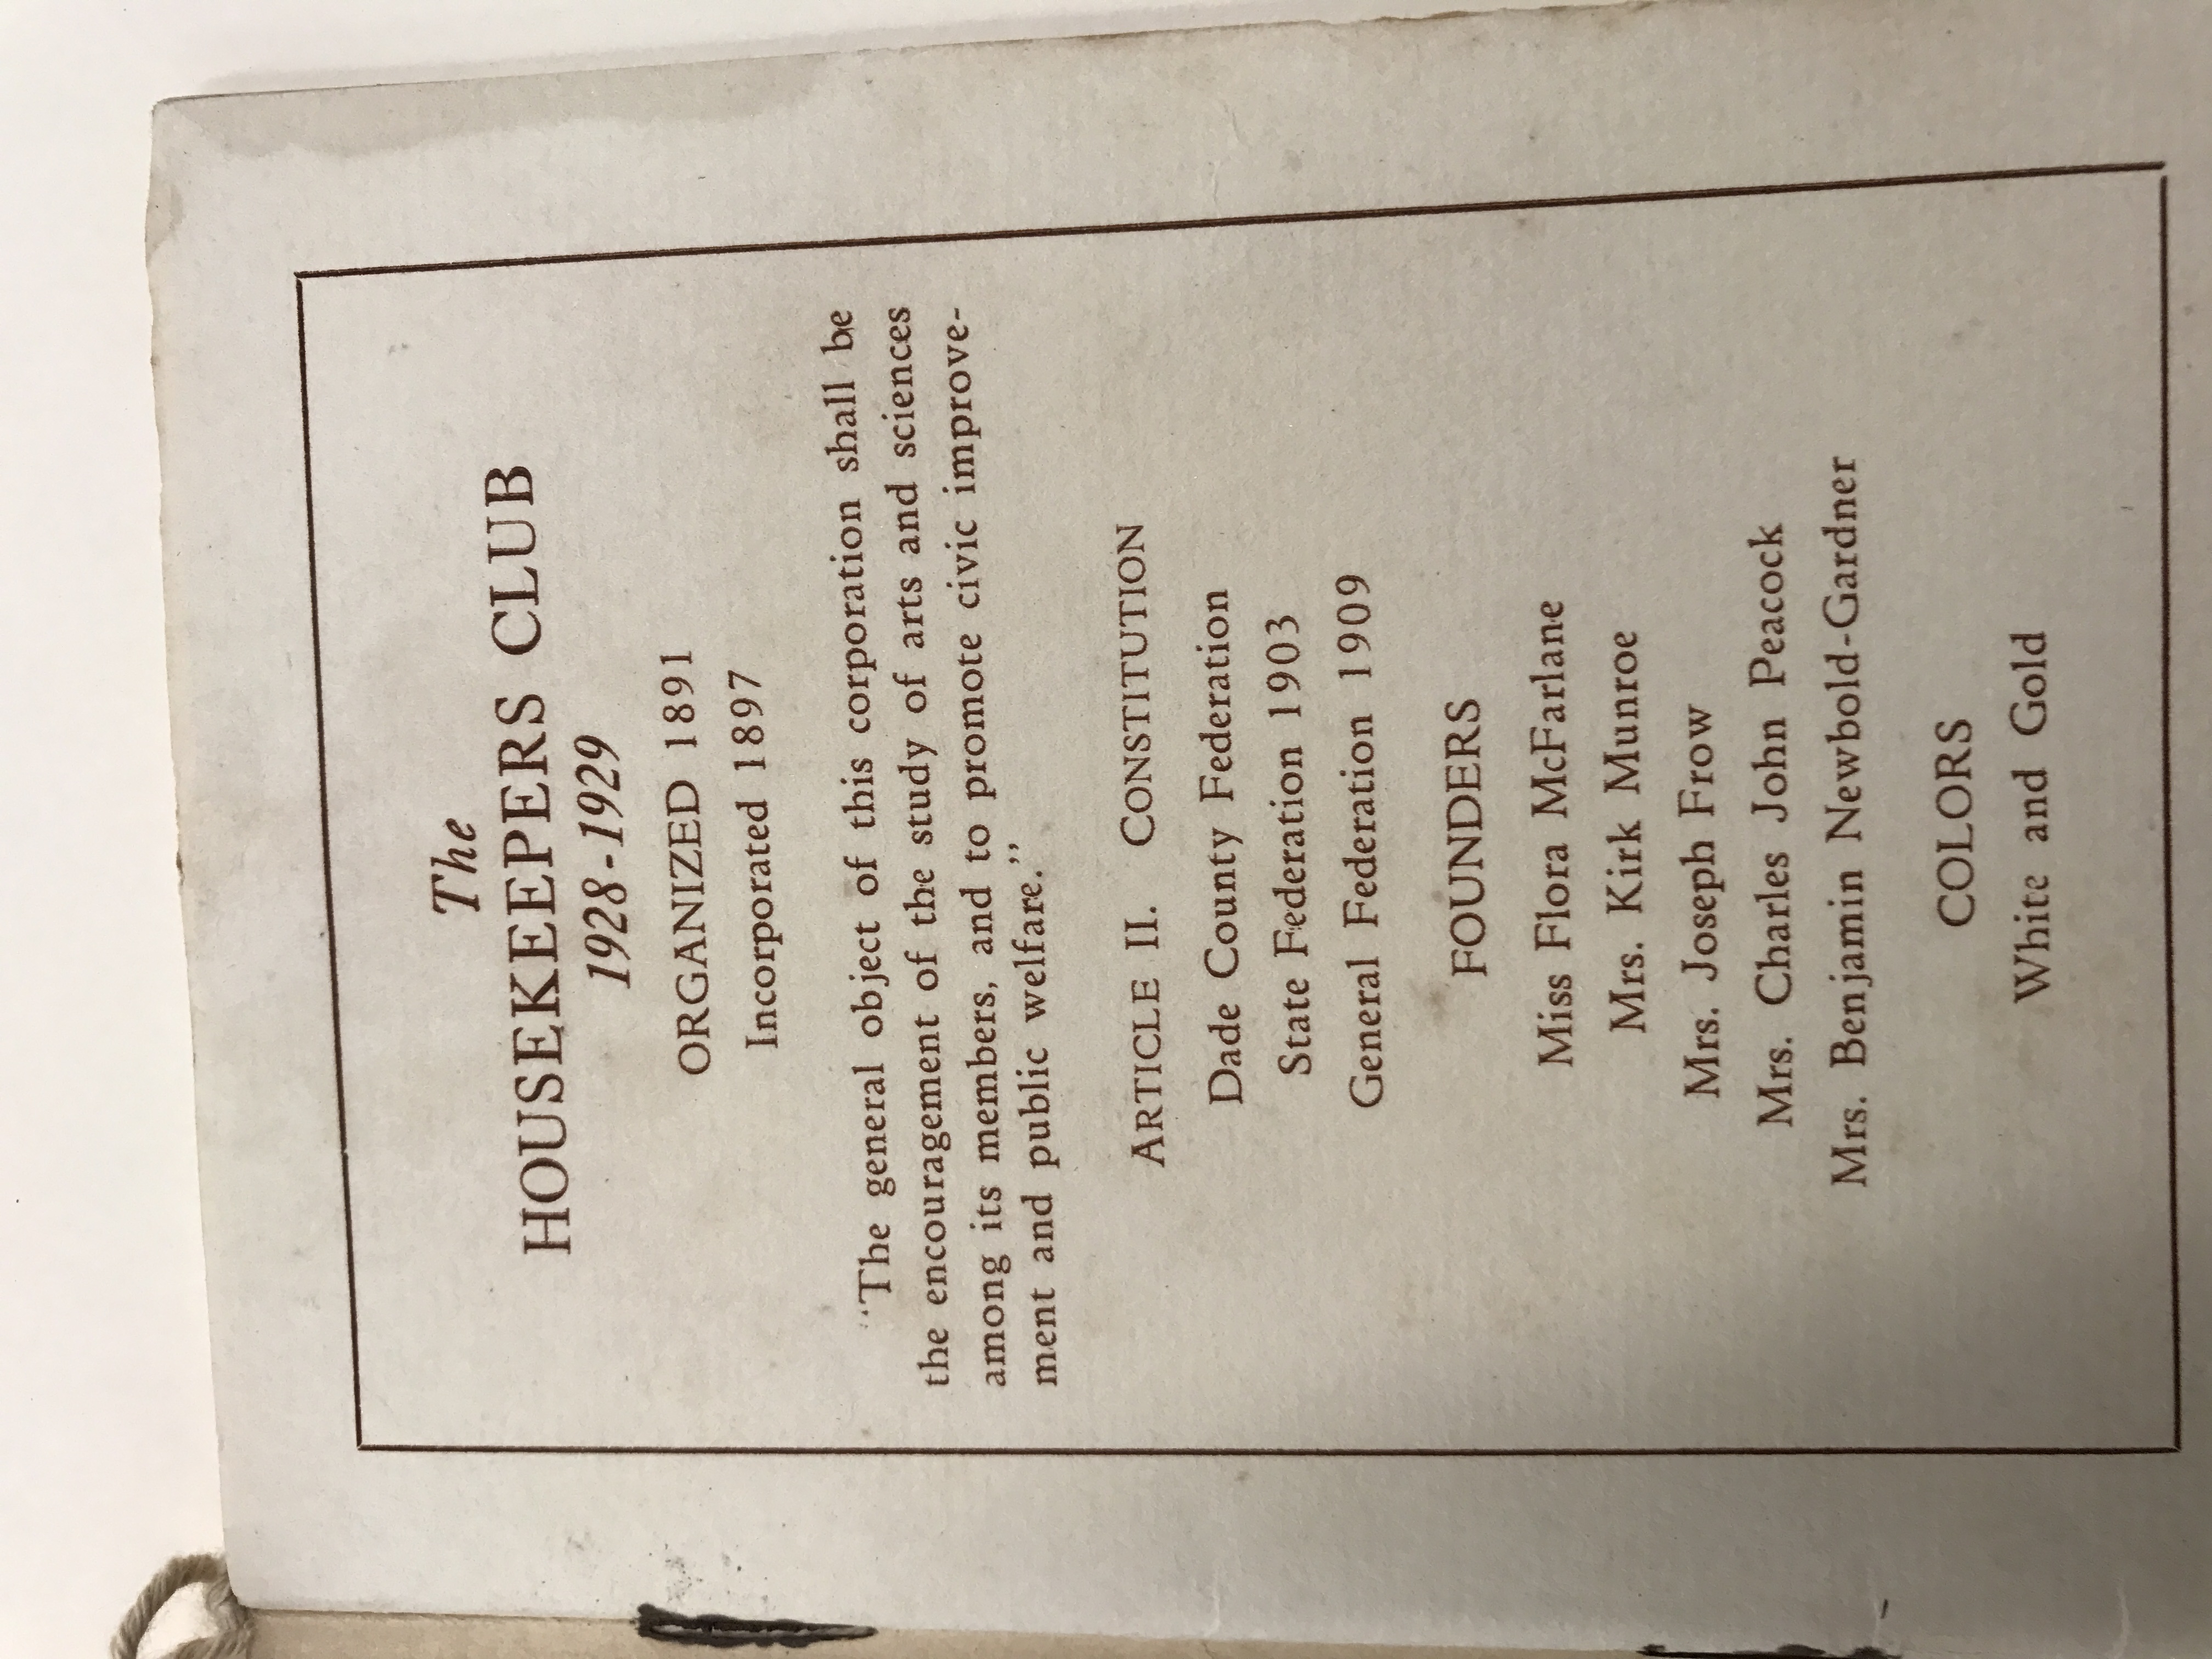 The
HOUSEKEEPERS CLUB
1928-1929
ORGANIZED 1891
Incorporated 1897
"The general object of this corporation shall be
the encouragement of the study of arts and sciences
among its members, and to promote civic improve-
ment and public welfare."
ARTICLE II. CONSTITUTION
Dade County Federation
State Federation 1903
General Federation 1909
FOUNDERS
Miss Flora McFarlane
Mrs. Kirk Munroe
Mrs. Joseph Frow
Mrs. Charles John Peacock
Mrs. Benjamin Newbold-Gardner
COLORS
White and Gold